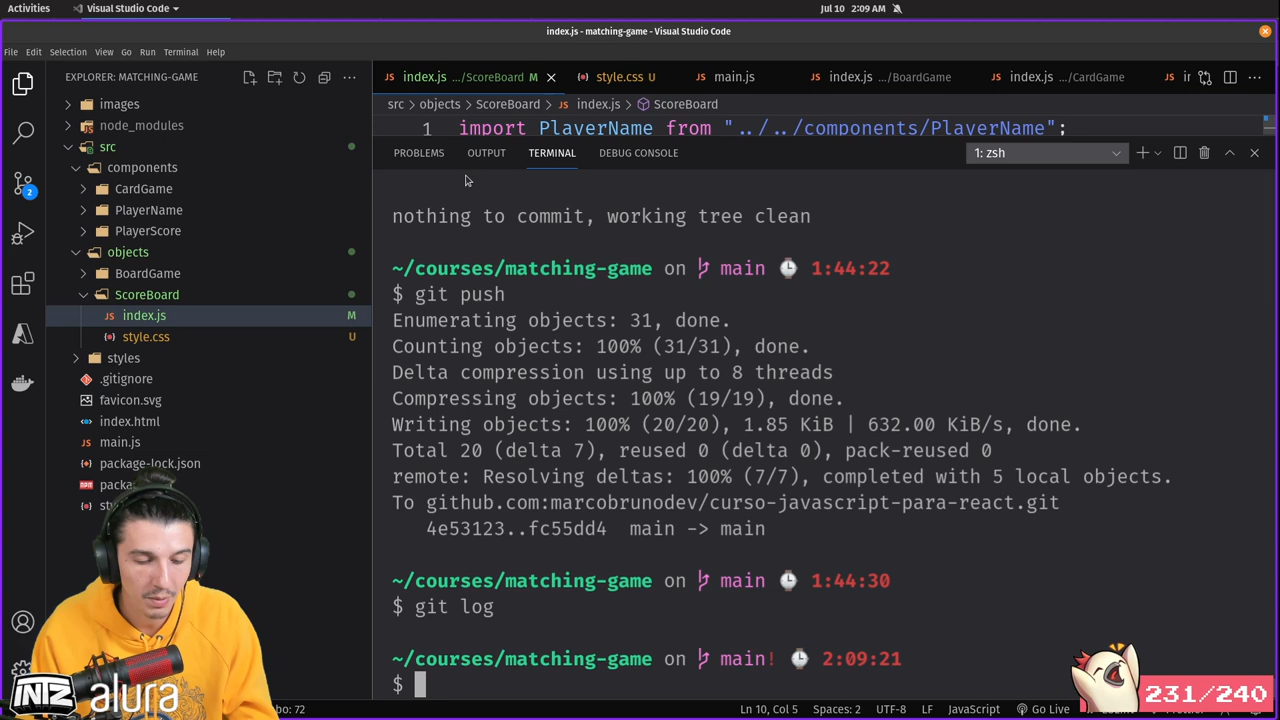 Activities
Visual Studio Code
Jul 10 2:09 AM
index.js - matching-game - Visual Studio Code
File Edit Selection View Go Run Terminal Help
EXPLORER: MATCHING-GAME
images
node_modules
src
components
CardGame
PlayerName
PlayerScore
objects
BoardGame
ScoreBoard
index.js M
style.css U
styles
.gitignore
favicon.svg
index.html
main.js
package-lock.json
2
JS index.js .../ScoreBoard M
style.css U
JS main.js
JS index.js .../BoardGame
JS index.js .../CardGame
JS
src > objects > ScoreBoard > JS index.js > ScoreBoard
1 import PlayerName from "../../components/PlayerName";
PROBLEMS OUTPUT TERMINAL DEBUG CONSOLE
1: zsh
nothing to commit, working tree clean
~/courses/matching-game on main 1:44:22
$ git push
Enumerating objects: 31, done.
Counting objects: 100% (31/31), done.
Delta compression using up to 8 threads
Compressing objects: 100% (19/19), done.
Writing objects: 100% (20/20), 1.85 KiB | 632.00 KiB/s, done.
Total 20 (delta 7), reused 0 (delta 0), pack-reused 0
remote: Resolving deltas: 100% (7/7), completed with 5 local objects.
To github.com:marcobrunodev/curso-javascript-para-react.git
4e53123..fc55dd4 main -> main
~/courses/matching-game on main 1:44:30
$ git log
~/courses/matching-game on main! 2:09:21
$
INTZ alura
231/240
Ln 10, Col 5 Spaces: 2 UTF-8 LF JavaScript Go Live